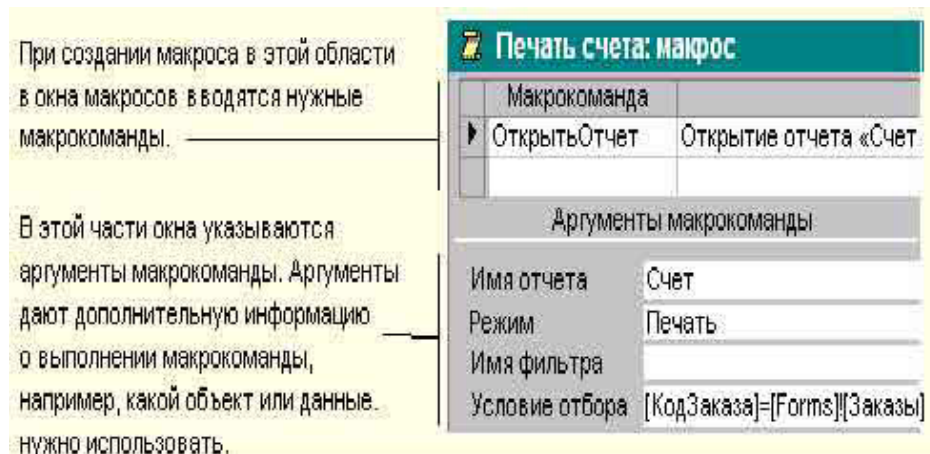 При создании макроса в этой области
в окна макросов вводятся нужные
макрокоманды.
В этой части окна указываются
аргументы макрокоманды. Аргументы
дают дополнительную информацию
о выполнении макрокоманды,
например, какой объект или данные.
нужно использовать.
Печать счета: макрос
Макрокоманда
ОткрытьОтчет Открытие отчета «Счет
Аргументы макрокоманды
Имя отчета Счет
Режим Печать
Имя фильтра
Условие отбора [КодЗаказа]=[Forms]![Заказы]